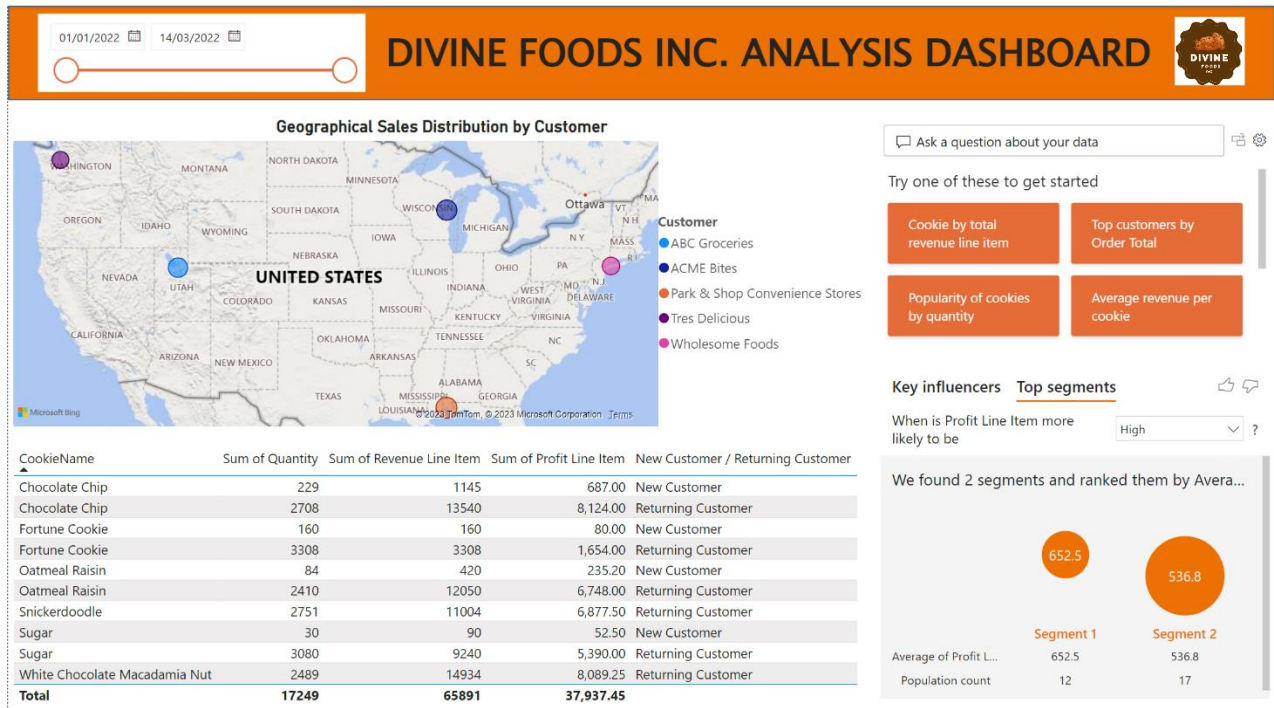 01/01/2022 14/03/2022
DIVINE FOODS INC. ANALYSIS DASHBOARD
DIVINE
FOODS
INC
Geographical Sales Distribution by Customer
WASHINGTON
MONTANA
NORTH DAKOTA
MINNESOTA
Ottawa
VT
MA
OREGON
IDAHO
WYOMING
SOUTH DAKOTA
WISCONSIN
MICHIGAN
NH
NY
MASS
RI
IOWA
NEBRASKA
NEVADA
UTAH
UNITED STATES
ILLINOIS
INDIANA
OHIO
PA
NJ
MD
COLORADO
KANSAS
MISSOURI
WEST
VIRGINIA
DELAWARE
KENTUCKY
VIRGINIA
CALIFORNIA
OKLAHOMA
TENNESSEE
NC
ARIZONA
NEW MEXICO
ARKANSAS
SC
ALABAMA
TEXAS
MISSISSIPPI
GEORGIA
LOUISIANA
Microsoft Bing
© 2023 TomTom, © 2023 Microsoft Corporation Terms
Customer
ABC Groceries
ACME Bites
Park & Shop Convenience Stores
Tres Delicious
Wholesome Foods
Ask a question about your data
Try one of these to get started
Cookie by total
revenue line item
Top customers by
Order Total
Popularity of cookies
by quantity
Average revenue per
cookie
Key influencers Top segments
When is Profit Line Item more
likely to be
High
?
We found 2 segments and ranked them by Avera...
652.5
536.8
Segment 1 Segment 2
Average of Profit L... 652.5 536.8
Population count 12 17
CookieName Sum of Quantity Sum of Revenue Line Item Sum of Profit Line Item New Customer / Returning Customer
Chocolate Chip 229 1145 687.00 New Customer
Chocolate Chip 2708 13540 8,124.00 Returning Customer
Fortune Cookie 160 160 80.00 New Customer
Fortune Cookie 3308 3308 1,654.00 Returning Customer
Oatmeal Raisin 84 420 235.20 New Customer
Oatmeal Raisin 2410 12050 6,748.00 Returning Customer
Snickerdoodle 2751 11004 6,877.50 Returning Customer
Sugar 30 90 52.50 New Customer
Sugar 3080 9240 5,390.00 Returning Customer
White Chocolate Macadamia Nut 2489 14934 8,089.25 Returning Customer
Total 17249 65891 37,937.45